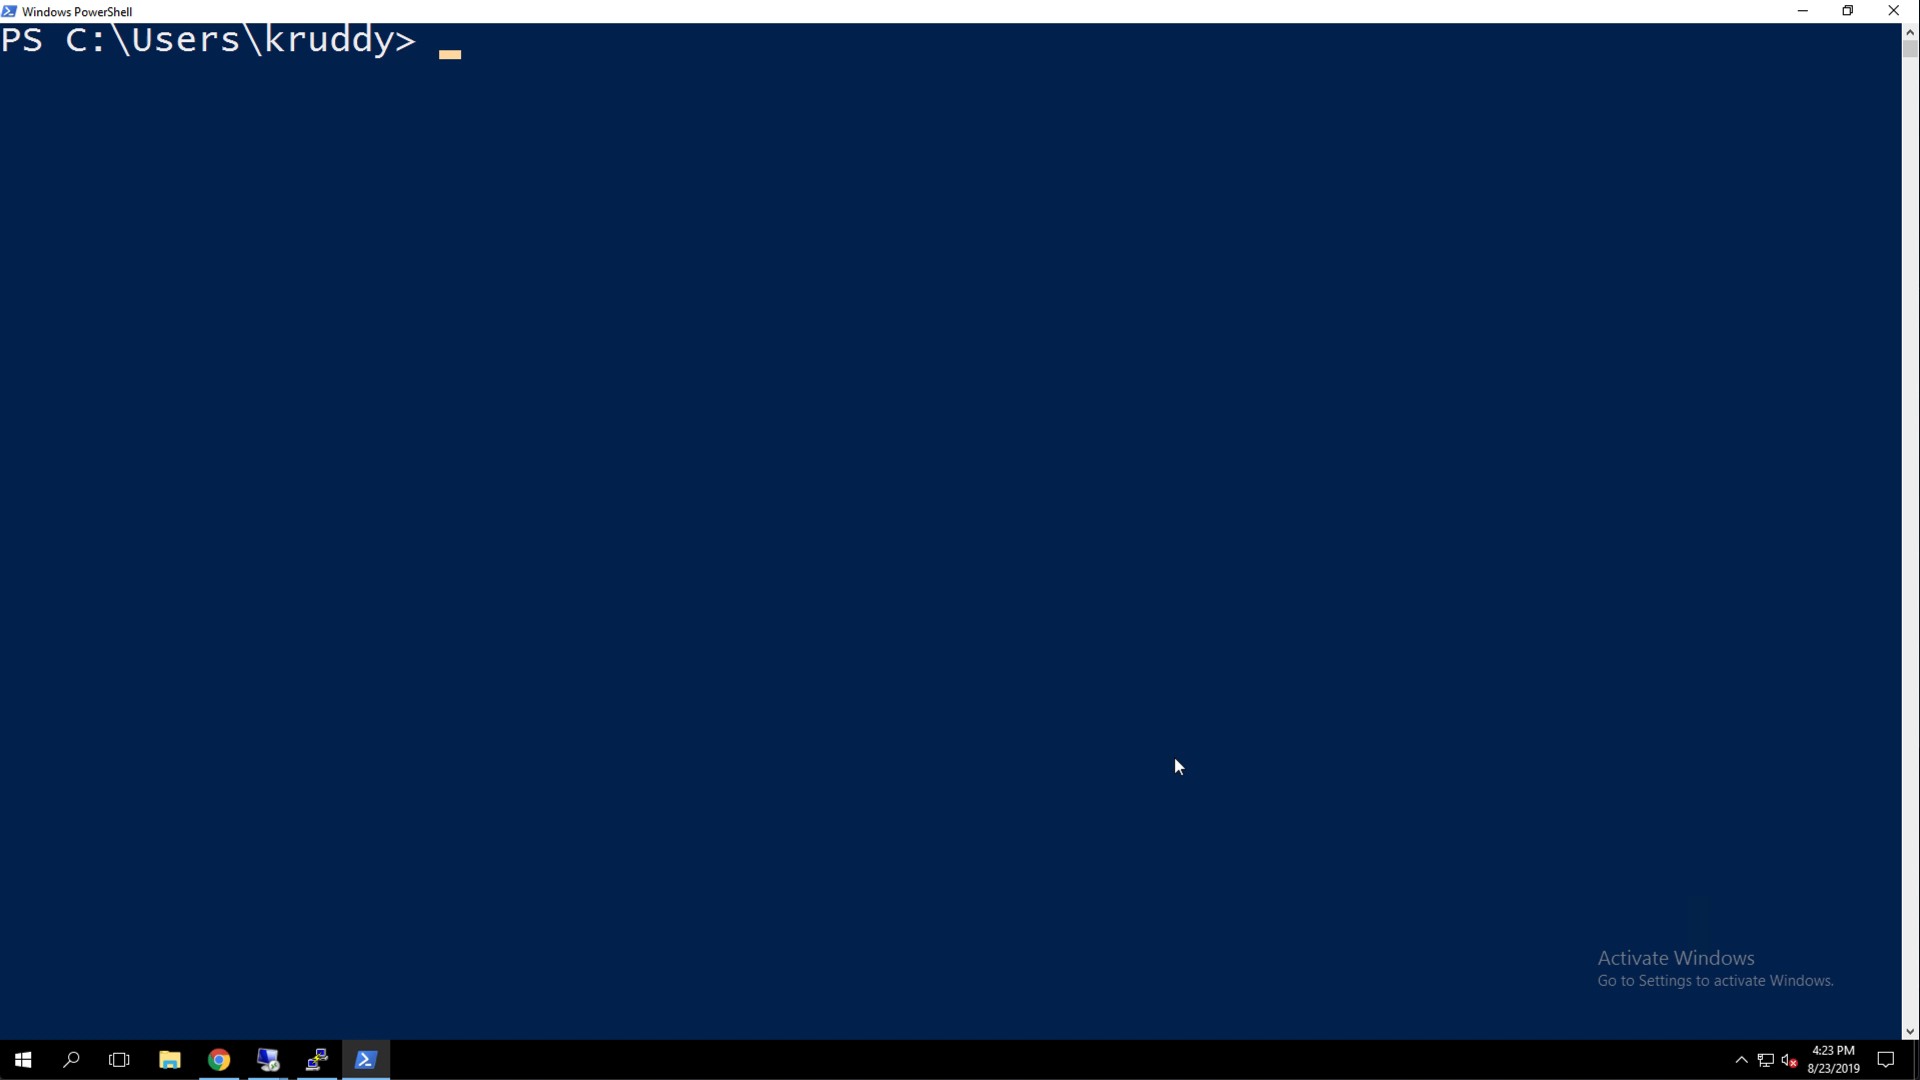 Windows PowerShell
PS C:\Users\kruddy>
Activate Windows
Go to Settings to activate Windows.
4:23 PM
8/23/2019